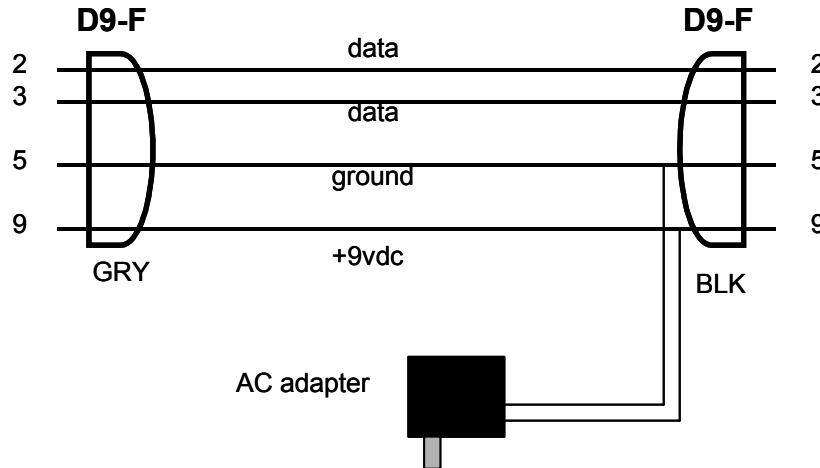 D9-F D9-F
2 data 2
3 data 3
5 ground 5
9 +9vdc 9
GRY BLK
AC adapter